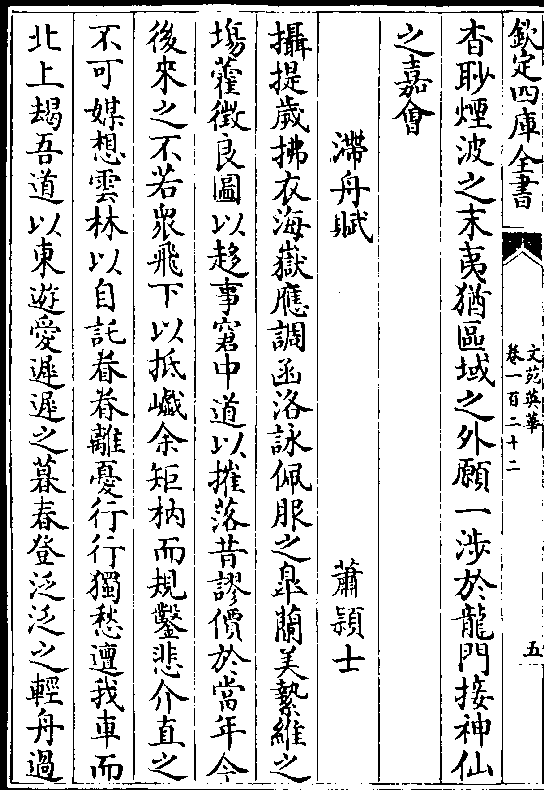 欽定四庫全書
文苑英華
卷一百二十二
五
杳眇煙波之末夷猶區域之外願一涉於龍門接神仙
之嘉會
滯舟賦
蕭穎士
攝提歲拂衣海嶽應調函洛詠佩服之臯蘭美縶維之
場藿徴良圖以趍事窘中道以摧落昔謬價於當年今
後來之不若衆飛下以抵巇余矩枘而規鑿悲介直之
不可媒想雲林以自託眷眷離憂行行獨愁邅我車而
北上朅吾道以東遊愛遲遲之暮春登泛泛之輕舟過